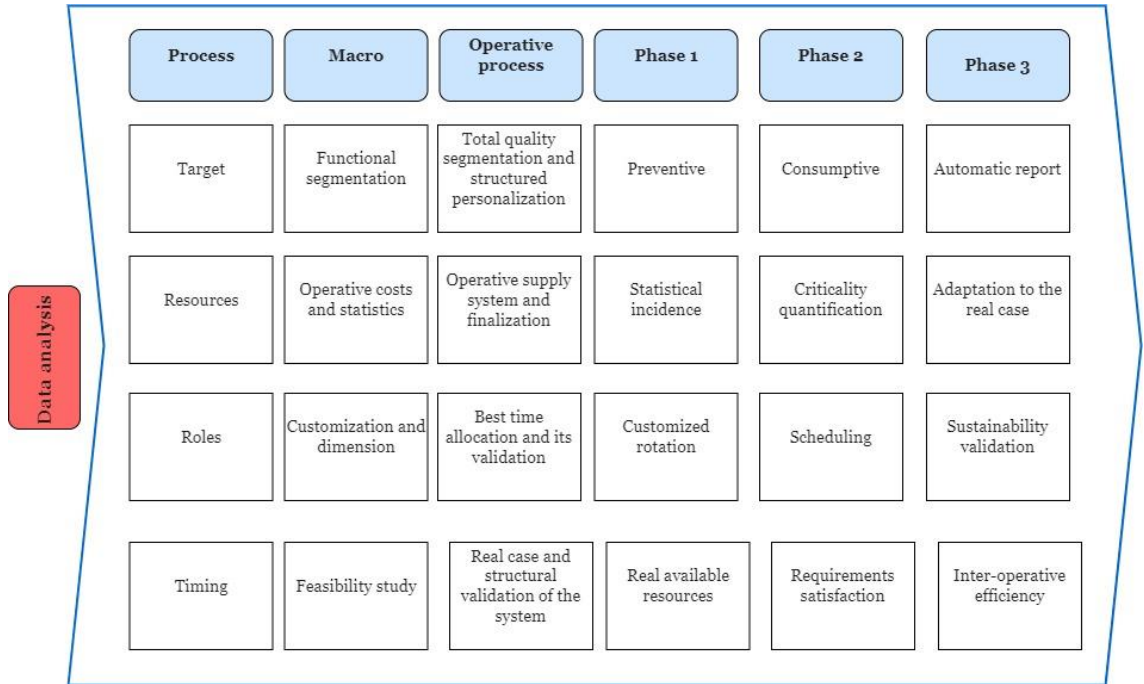 Process
Macro
Operative
process
Phase 1
Phase 2
Phase 3
Target
Functional
segmentation
Total quality
segmentation and
structured
personalization
Preventive
Consumptive
Automatic report
Data analysis
Resources
Operative costs
and statistics
Operative supply
system and
finalization
Statistical
incidence
Criticality
quantification
Adaptation to the
real case
Roles
Customization and
dimension
Best time
allocation and its
validation
Customized
rotation
Scheduling
Sustainability
validation
Timing
Feasibility study
Real case and
structural
validation of the
system
Real available
resources
Requirements
satisfaction
Inter-operative
efficiency